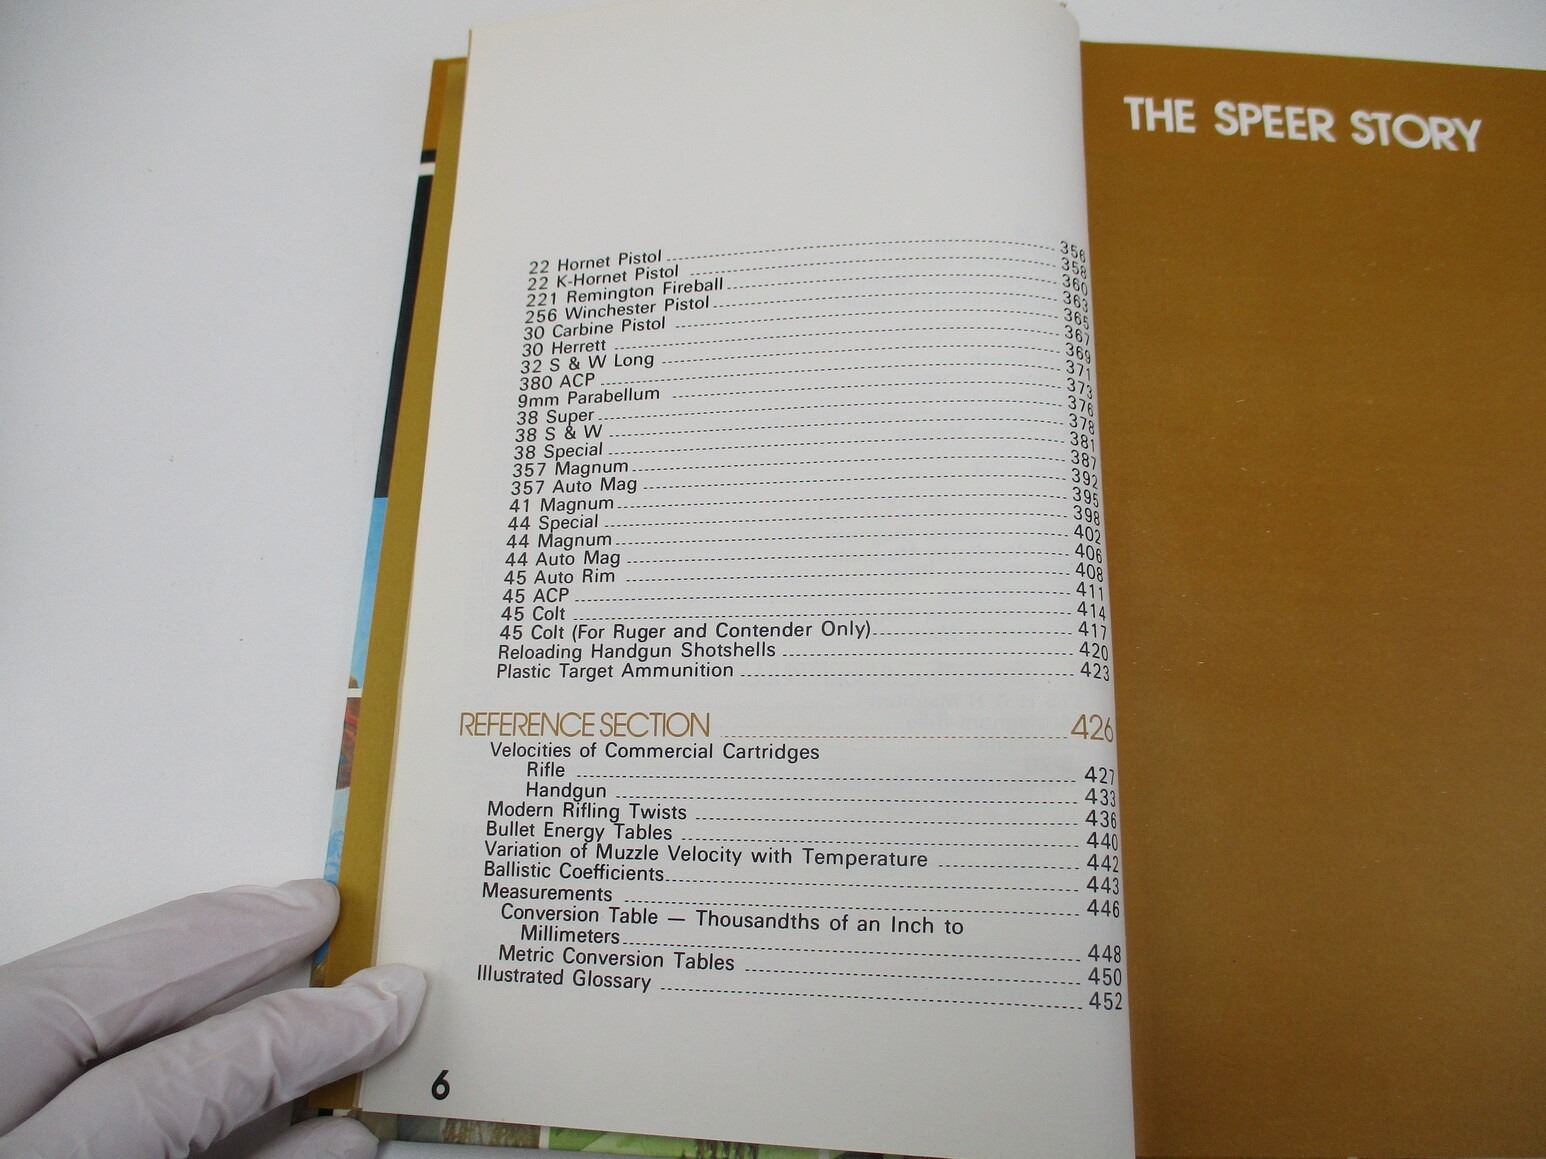 22 Hornet Pistol 356
22 K-Hornet Pistol 358
221 Remington Fireball 360
256 Winchester Pistol 363
30 Carbine Pistol 365
30 Herrett 367
32 S & W Long 369
380 ACP 371
9mm Parabellum 373
38 Super 376
38 S & W 378
38 Special 381
357 Magnum 387
357 Auto Mag 392
41 Magnum 395
44 Special 398
44 Magnum 402
44 Auto Mag 406
45 Auto Rim 408
45 ACP 411
45 Colt 414
45 Colt (For Ruger and Contender Only) 417
Reloading Handgun Shotshells 420
Plastic Target Ammunition 423
REFERENCE SECTION 426
Velocities of Commercial Cartridges
Rifle 427
Handgun 433
Modern Rifling Twists 436
Bullet Energy Tables 440
Variation of Muzzle Velocity with Temperature 442
Ballistic Coefficients 443
Measurements 446
Conversion Table — Thousandths of an Inch to
Millimeters 448
Metric Conversion Tables 450
Illustrated Glossary 452
6
THE SPEER STORY